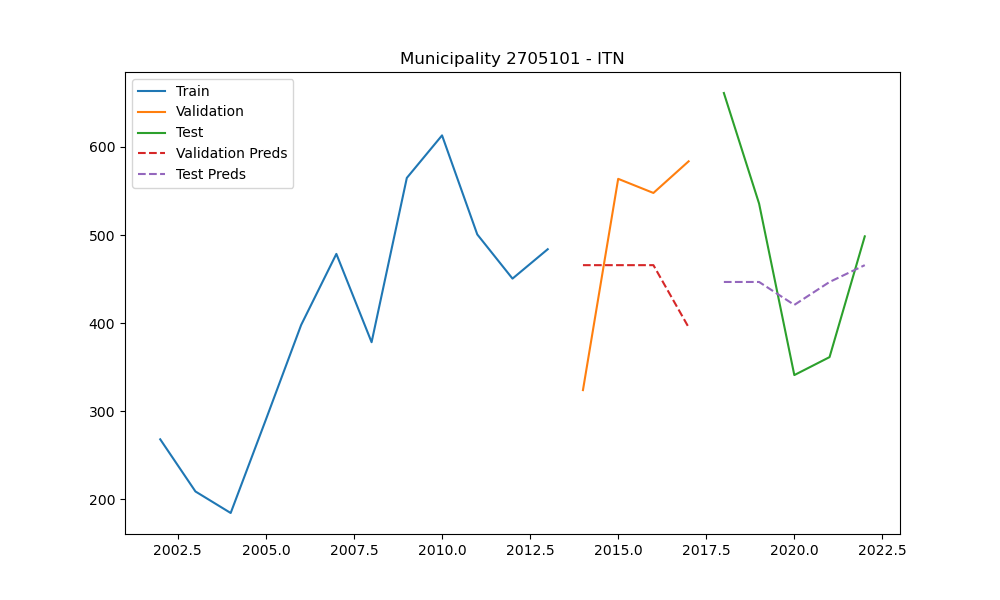 Municipality 2705101 - ITN
Train
Validation
Test
Validation Preds
Test Preds
600
500
400
300
200
2002.5 2005.0 2007.5 2010.0 2012.5 2015.0 2017.5 2020.0 2022.5